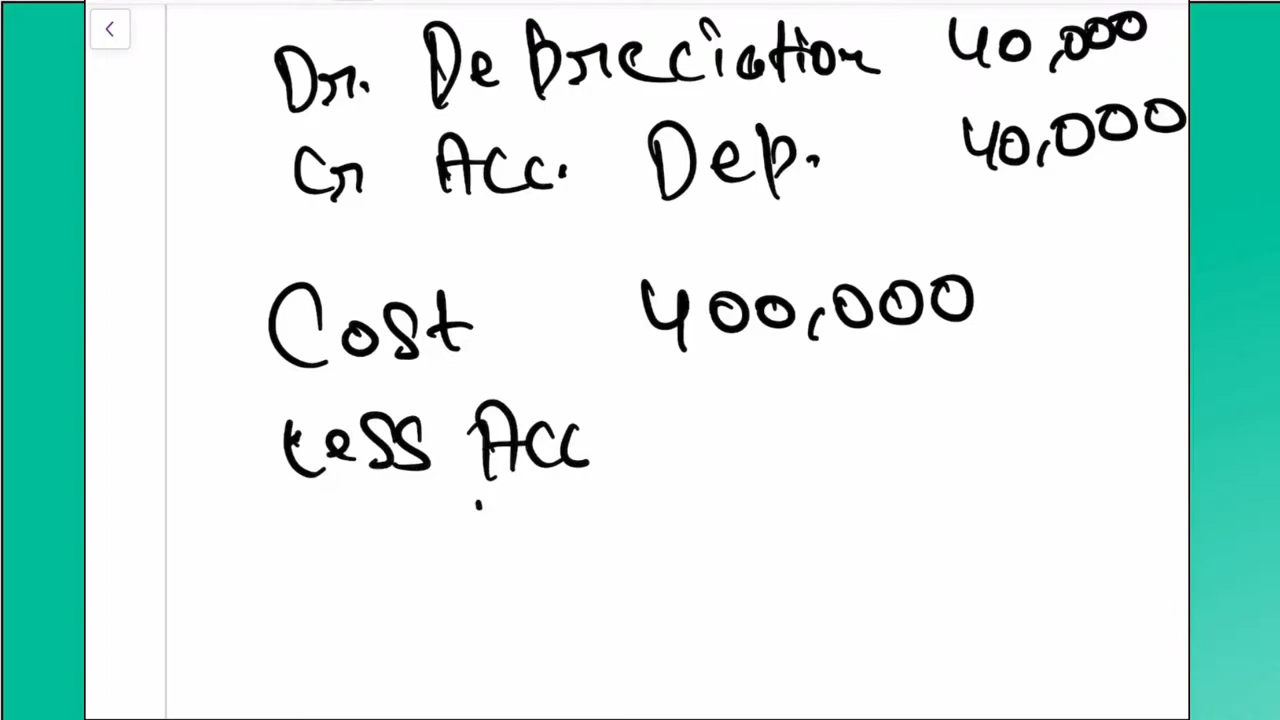 Dr. Depreciation 40,000
Cr Acc. Dep. 40,000
Cost 400,000
Less Acc